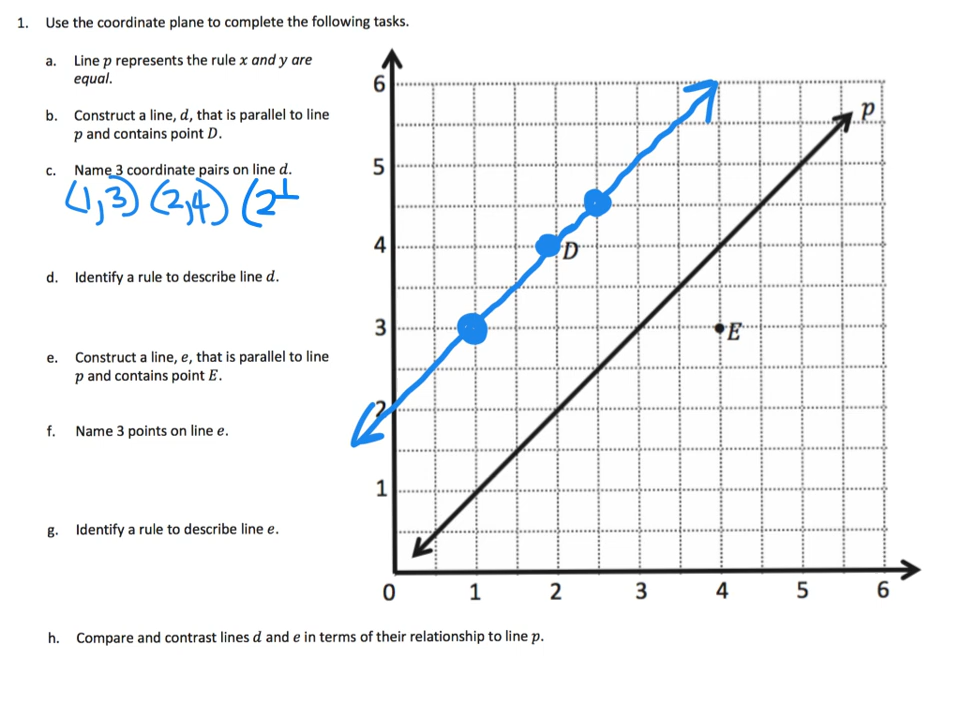 1. Use the coordinate plane to complete the following tasks.
a. Line p represents the rule x and y are
equal.
b. Construct a line, d, that is parallel to line
p and contains point D.
c. Name 3 coordinate pairs on line d.
(1,3) (2,4) (2 1
d. Identify a rule to describe line d.
e. Construct a line, e, that is parallel to line
p and contains point E.
f. Name 3 points on line e.
g. Identify a rule to describe line e.
6
p
5
4
D
3
E
2
1
0 1 2 3 4 5 6
h. Compare and contrast lines d and e in terms of their relationship to line p.